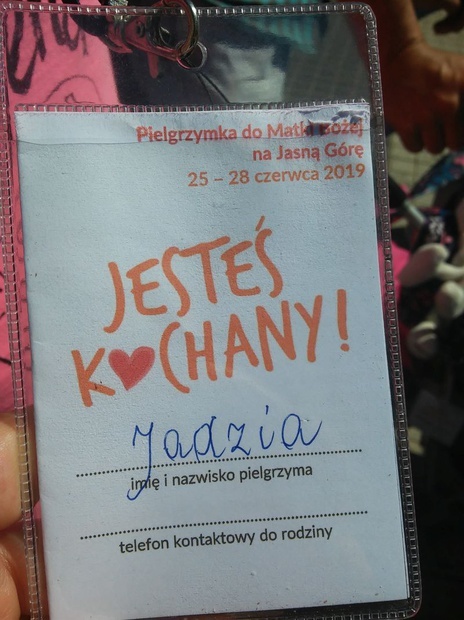 Pielgrzymka do Matki Bożej
na Jasną Górę
25 – 28 czerwca 2019
JESTEŚ
KOCHANY!
Jadzia
imię i nazwisko pielgrzyma
telefon kontaktowy do rodziny